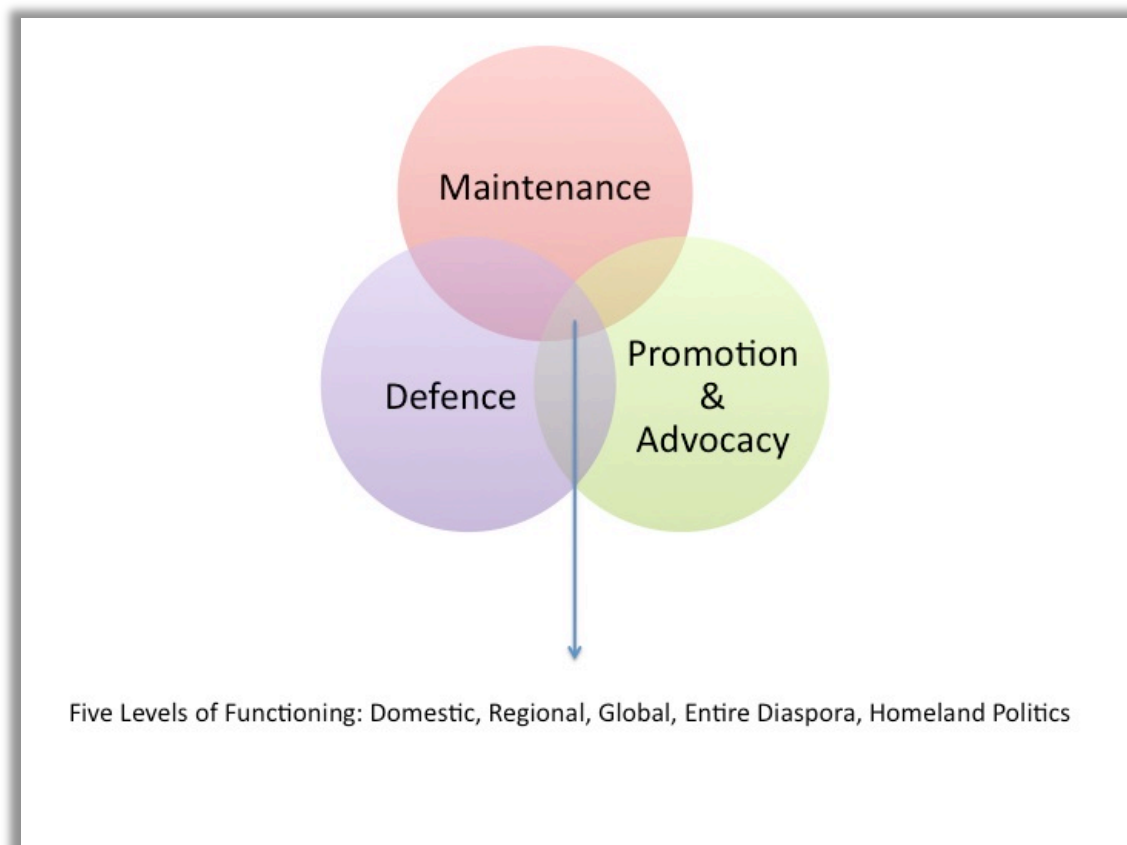 Maintenance
Defence
Promotion
&
Advocacy
Five Levels of Functioning: Domestic, Regional, Global, Entire Diaspora, Homeland Politics